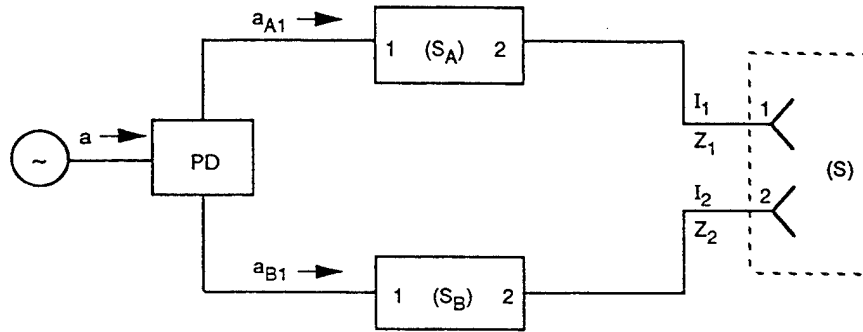 a_A1
1 (S_A) 2
I_1 1
a
~
PD
Z_1
(S)
I_2 2
Z_2
a_B1
1 (S_B) 2